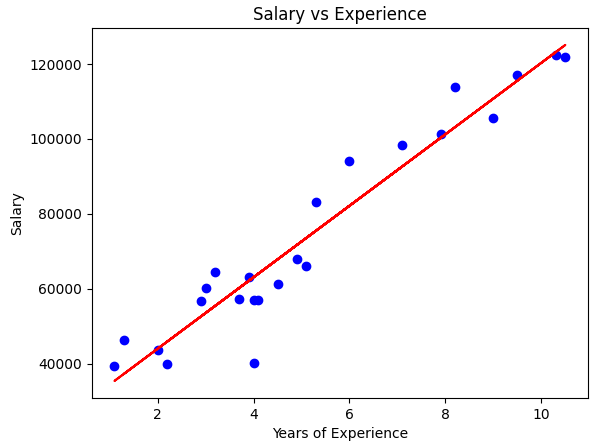 Salary vs Experience
120000
100000
80000
60000
40000
Salary
2 4 6 8 10
Years of Experience